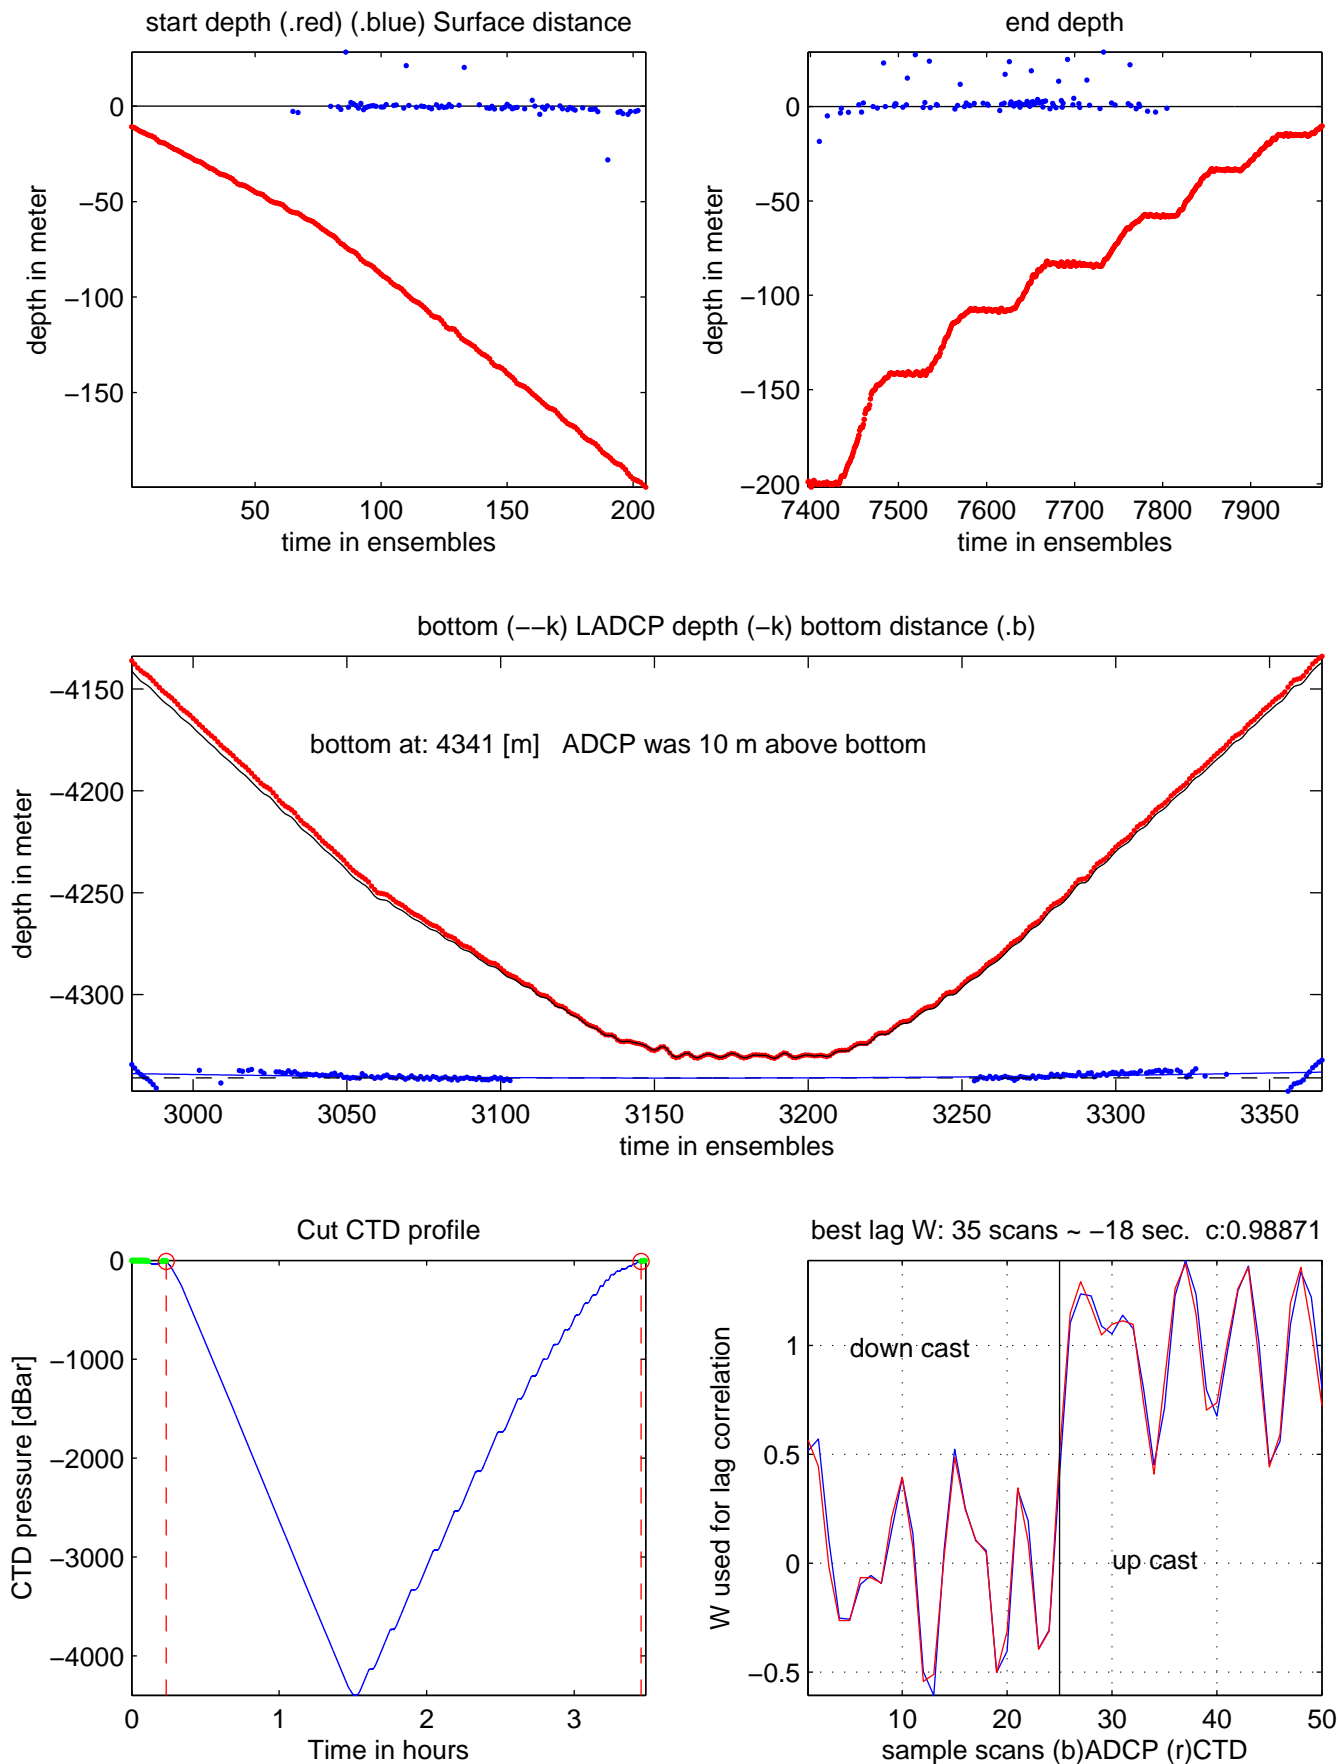 start depth (.red) (.blue) Surface distance
end depth
0
−50
−100
−150
depth in meter
50
100
150
200
time in ensembles
0
−50
−100
−150
−200
depth in meter
7400
7500
7600
7700
7800
7900
time in ensembles
bottom (−−k) LADCP depth (−k) bottom distance (.b)
−4150
−4200
−4250
−4300
depth in meter
bottom at: 4341 [m]   ADCP was 10 m above bottom
3000
3050
3100
3150
3200
3250
3300
3350
time in ensembles
Cut CTD profile
0
−1000
−2000
−3000
−4000
CTD pressure [dBar]
0
1
2
3
Time in hours
best lag W: 35 scans ~ −18 sec.  c:0.98871
1
0.5
0
−0.5
W used for lag correlation
down cast
up cast
10
20
30
40
50
sample scans (b)ADCP (r)CTD